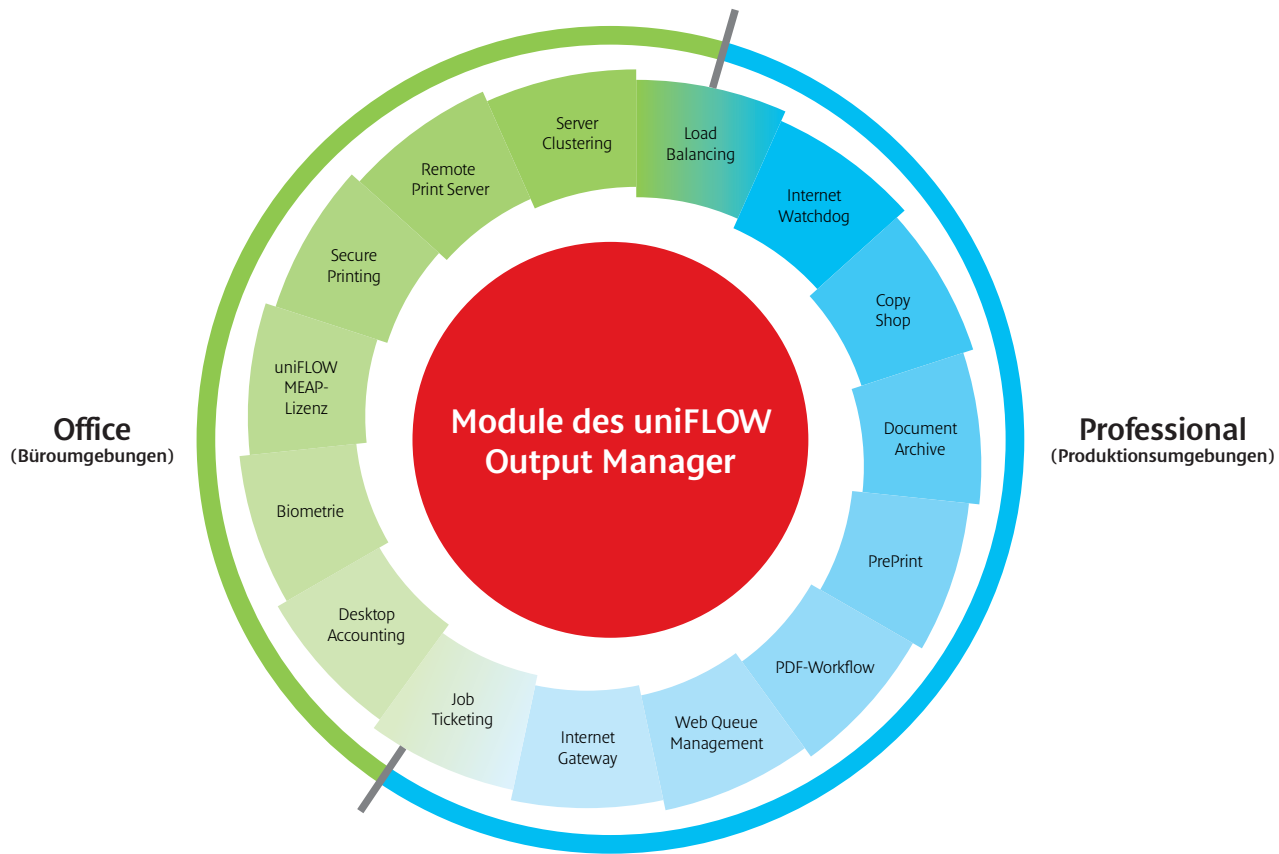 Module des uniFLOW
Output Manager
Office
(Büroumgebungen)
Professional
(Produktionsumgebungen)
Server
Clustering
Load
Balancing
Internet
Watchdog
Copy
Shop
Document
Archive
PrePrint
PDF-Workflow
Web Queue
Management
Internet
Gateway
Job
Ticketing
Desktop
Accounting
Biometrie
uniFLOW
MEAP-
Lizenz
Secure
Printing
Remote
Print Server